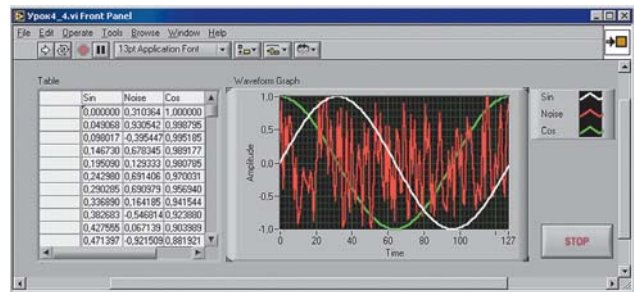 Урок4_4.vi Front Panel
File Edit Operate Tools Browse Window Help
13pt Application Font
Table
Sin Noise Cos
0,000000 0,310364 1,000000
0,049068 0,930542 0,998795
0,098017 -0,395447 0,995185
0,146730 0,678345 0,989177
0,195090 0,129333 0,980785
0,242980 0,691406 0,970031
0,290285 0,690979 0,956940
0,336890 0,164185 0,941544
0,382683 -0,546814 0,923880
0,427555 0,067139 0,903989
0,471397 -0,921509 0,881921
Waveform Graph
Amplitude
1,0
0,5
0,0
-0,5
-1,0
0 20 40 60 80 100 127
Time
Sin
Noise
Cos
STOP